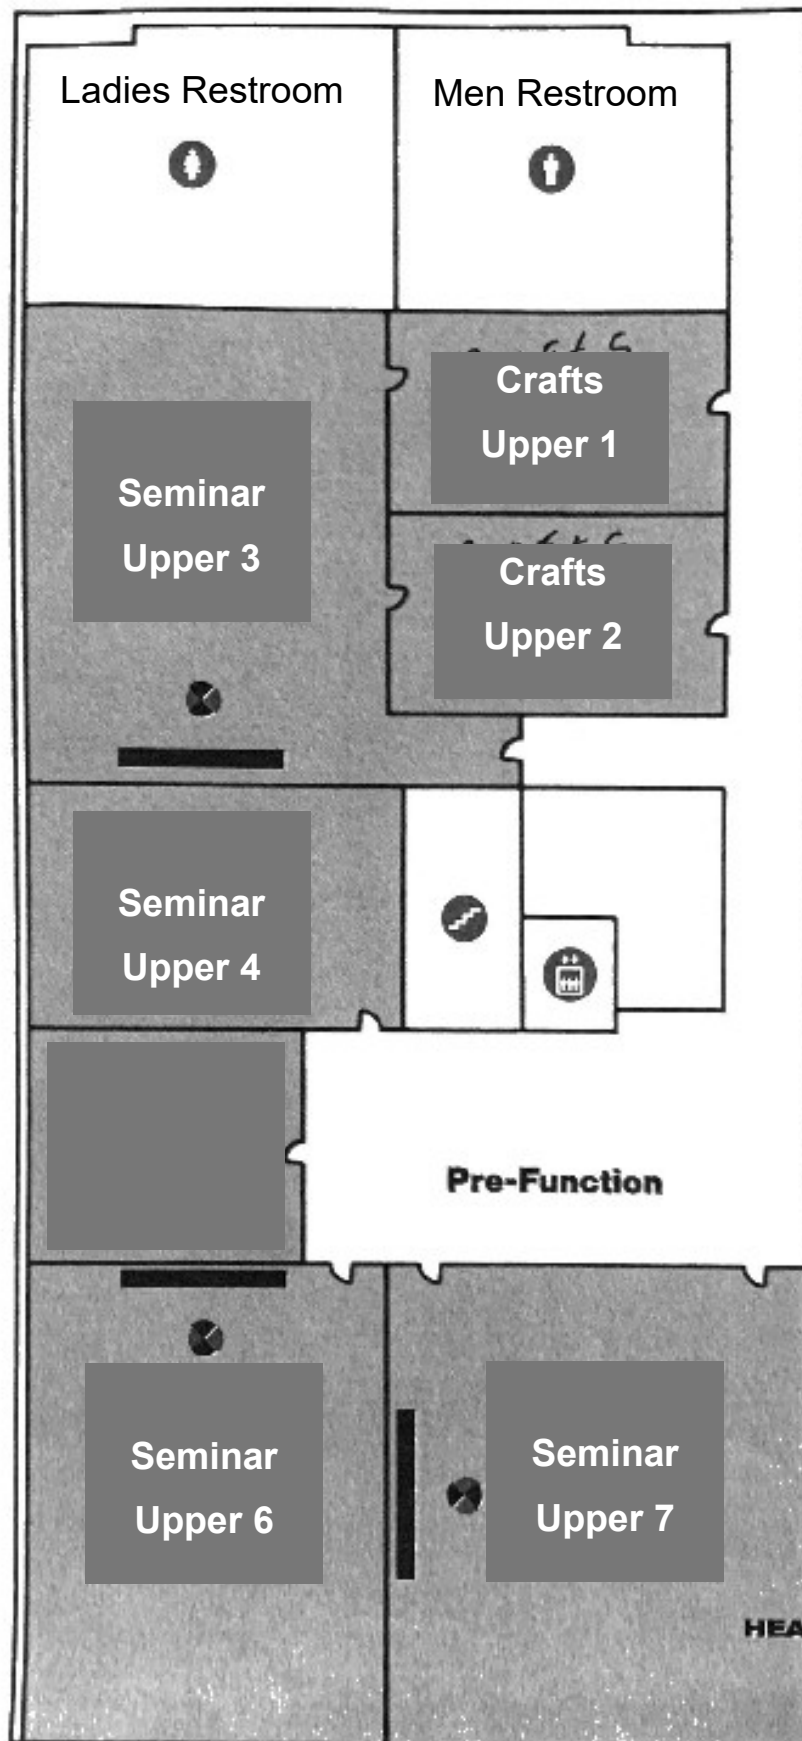 Ladies Restroom
Men Restroom
Crafts
Upper 1
Seminar
Upper 3
Crafts
Upper 2
Seminar
Upper 4
Pre-Function
Seminar
Upper 6
Seminar
Upper 7
HEA